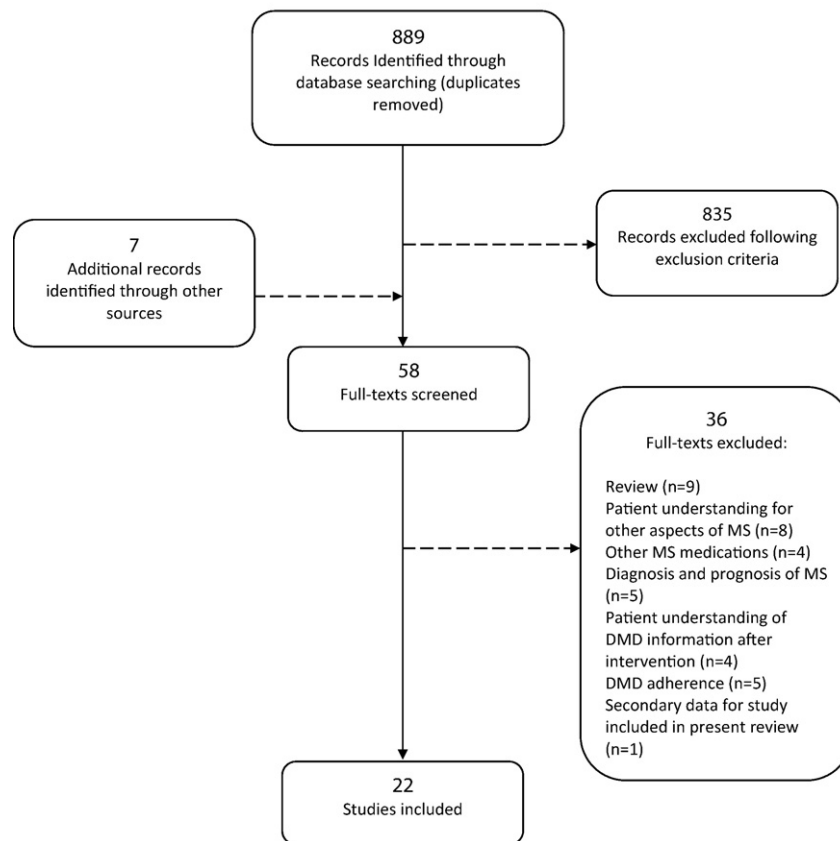 889
Records Identified through
database searching (duplicates
removed)
835
Records excluded following
exclusion criteria
7
Additional records
identified through other
sources
58
Full-texts screened
36
Full-texts excluded:
Review (n=9)
Patient understanding for
other aspects of MS (n=8)
Other MS medications (n=4)
Diagnosis and prognosis of MS
(n=5)
Patient understanding of
DMD information after
intervention (n=4)
DMD adherence (n=5)
Secondary data for study
included in present review
(n=1)
22
Studies included